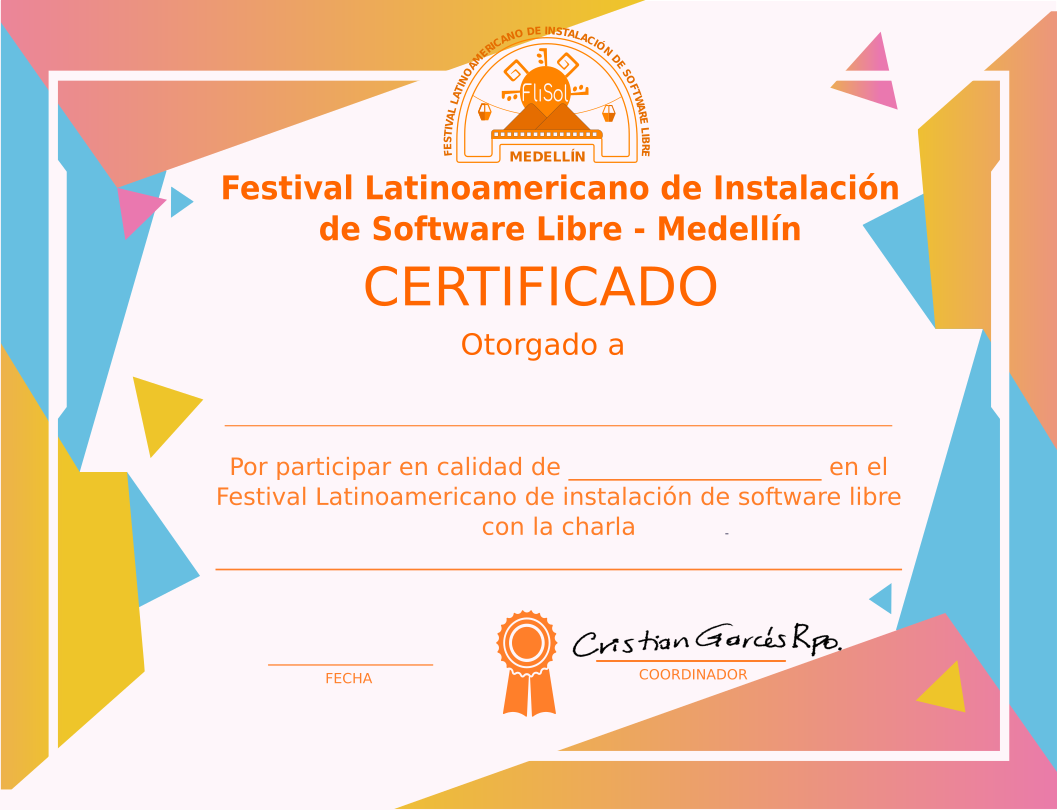 FESTIVAL LATINOAMERICANO DE INSTALACIÓN DE SOFTWARE LIBRE
FLISoL
MEDELLÍN
Festival Latinoamericano de Instalación
de Software Libre - Medellín
CERTIFICADO
Otorgado a
Por participar en calidad de ____________________ en el
Festival Latinoamericano de instalación de software libre
con la charla
Cristian Garcés Rpo.
FECHA
COORDINADOR